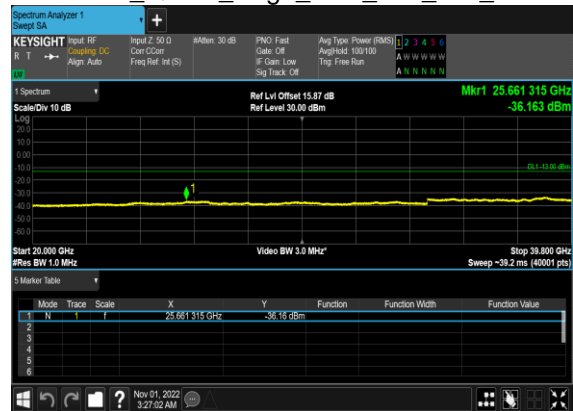 Spectrum Analyzer 1
Swept SA
+
KEYSIGHT Input: RF Input Z: 50 Ω #Atten: 30 dB PNO: Fast Avg Type: Power (RMS) 1 2 3 4 5 6
R T Coupling: DC Corr CCorr Gate: Off Avg|Hold: 100/100 A W W W W W
Align: Auto Freq Ref: Int (S) IF Gain: Low Trig: Free Run A N N N N N
LXI Sig Track: Off
1 Spectrum Ref Lvl Offset 15.87 dB Mkr1 25.661 315 GHz
Scale/Div 10 dB Ref Level 30.00 dBm -36.163 dBm
Log
20.0
10.0
0.00
-10.0 DL1 -13.00 dBm
-20.0
-30.0 1
-40.0
-50.0
-60.0
Start 20.000 GHz Video BW 3.0 MHz* Stop 39.800 GHz
#Res BW 1.0 MHz Sweep ~39.2 ms (40001 pts)
5 Marker Table
Mode Trace Scale X Y Function Function Width Function Value
1 N 1 f 25.661 315 GHz -36.16 dBm
2
3
4
5
6
? Nov 01, 2022
3:27:02 AM